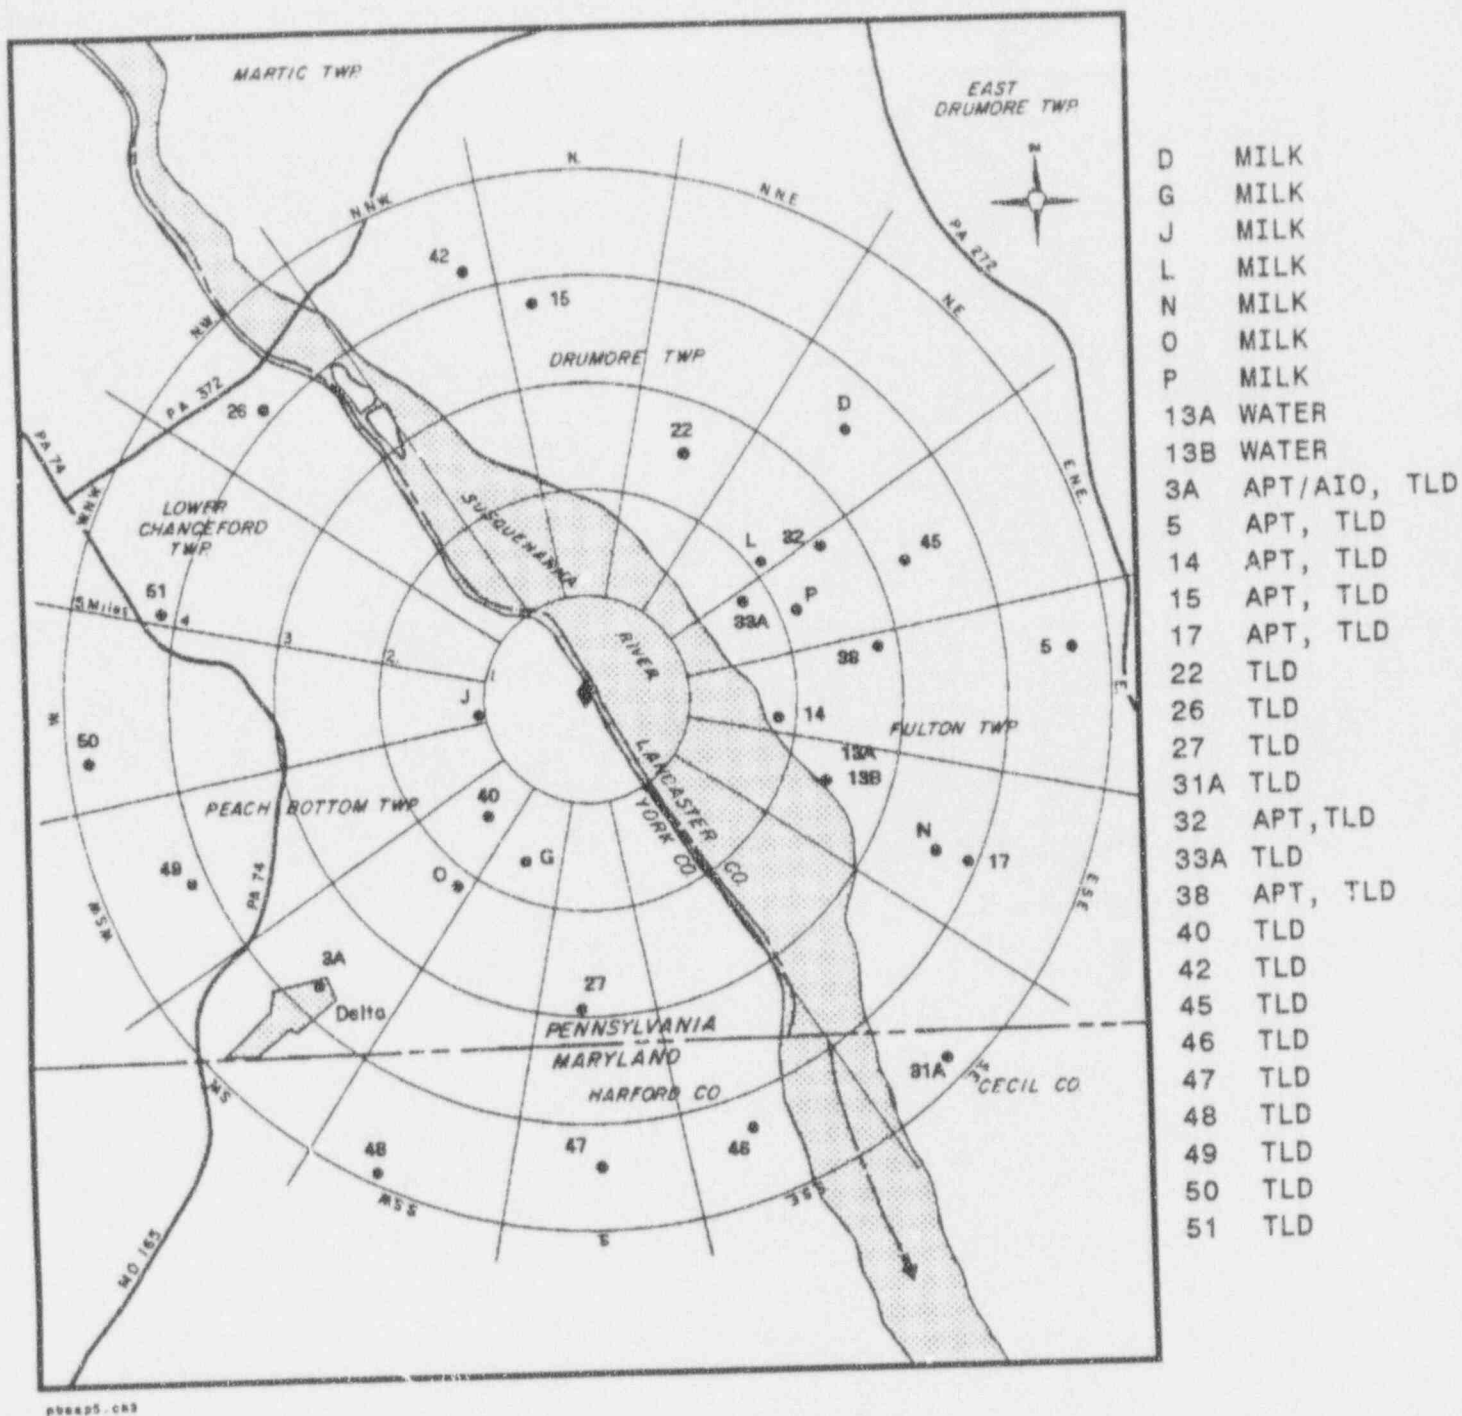 MARTIC TWP.
EAST
DRUMORE TWP.
N
N.
NNW.
NNE
42
15
PA 272
NW.
NE
DRUMORE TWP.
PA 372
26
D
22
PA 74
WNW
ENE.
LOWER
CHANCEFORD
TWP.
SUSQUEHANNA
RIVER
L
32
45
P
33A
51
5 Miles
4
3
2
1
38
5
E.
J
14
FULTON TWP.
W
50
13A
13B
LANCASTER CO.
YORK CO.
PEACH BOTTOM TWP.
40
G
O
N
17
49
PA 74
WSW
ESE
3A
Delta
27
PENNSYLVANIA
MARYLAND
HARFORD CO
31A
SE
CECIL CO.
SW
48
47
46
SSW
SSE
S
MD 165
D MILK
G MILK
J MILK
L MILK
N MILK
O MILK
P MILK
13A WATER
13B WATER
3A APT/AIO, TLD
5 APT, TLD
14 APT, TLD
15 APT, TLD
17 APT, TLD
22 TLD
26 TLD
27 TLD
31A TLD
32 APT,TLD
33A TLD
38 APT, TLD
40 TLD
42 TLD
45 TLD
46 TLD
47 TLD
48 TLD
49 TLD
50 TLD
51 TLD